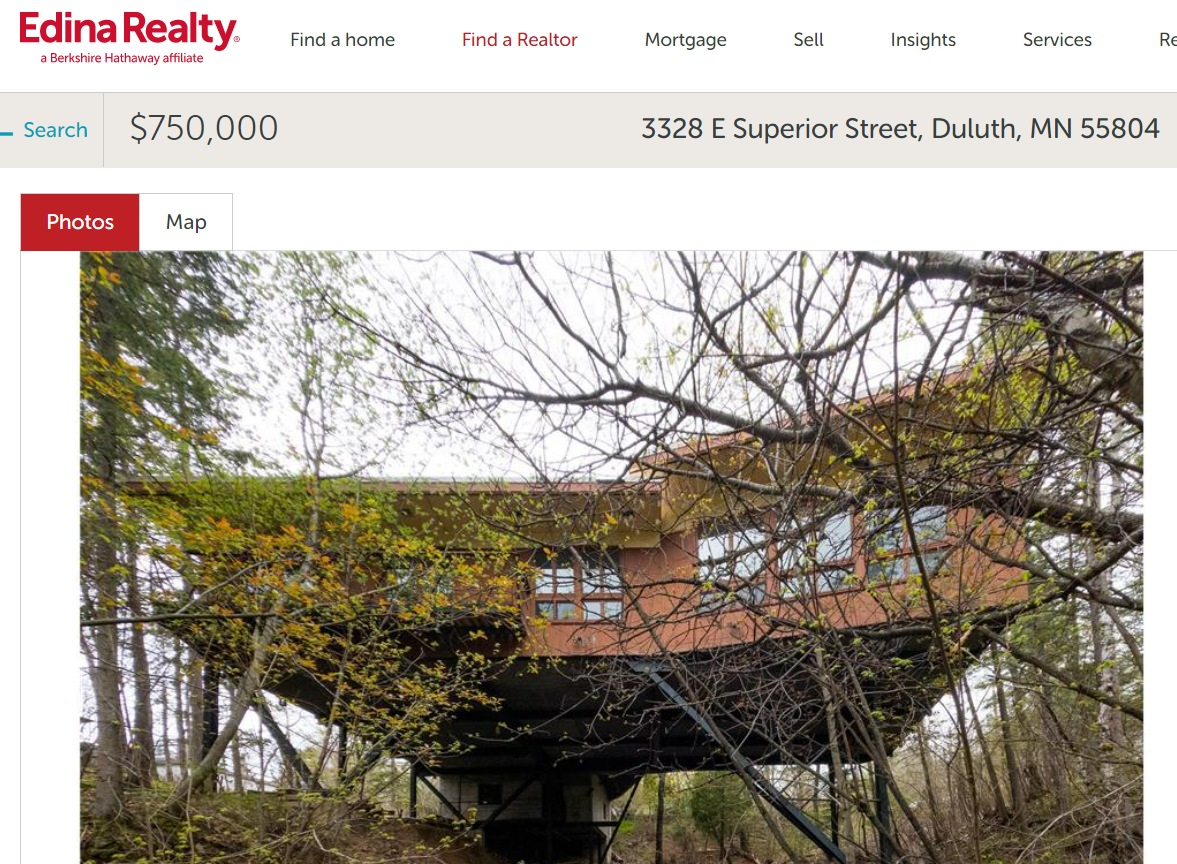 Edina Realty®
a Berkshire Hathaway affiliate
Find a home Find a Realtor Mortgage Sell Insights Services Re
Search $750,000 3328 E Superior Street, Duluth, MN 55804
Photos Map